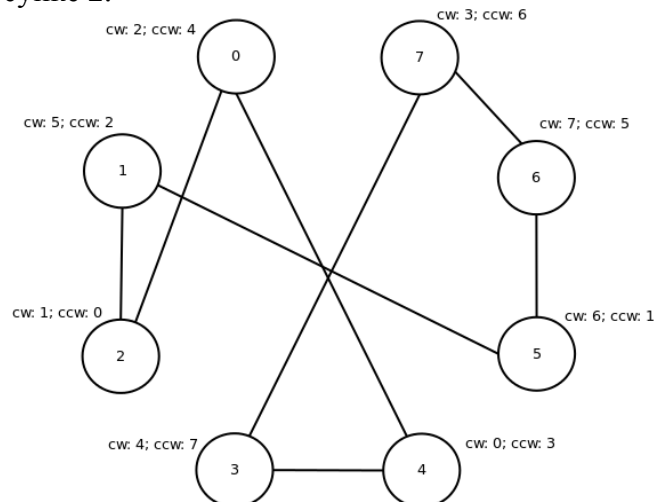 cw: 2; ccw: 4
0
cw: 3; ccw: 6
7
cw: 5; ccw: 2
1
cw: 7; ccw: 5
6
cw: 1; ccw: 0
2
cw: 6; ccw: 1
5
cw: 4; ccw: 7
3
cw: 0; ccw: 3
4